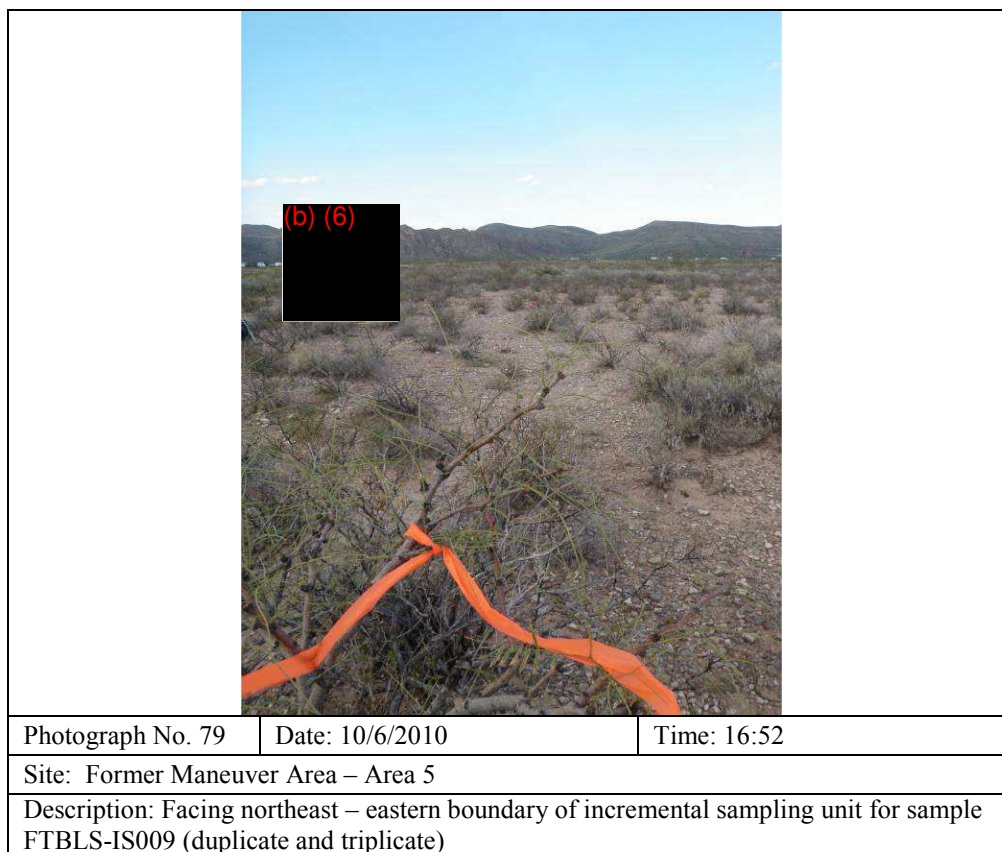 (b) (6)
Photograph No. 79
Date: 10/6/2010
Time: 16:52
Site: Former Maneuver Area – Area 5
Description: Facing northeast – eastern boundary of incremental sampling unit for sample
FTBLS-IS009 (duplicate and triplicate)